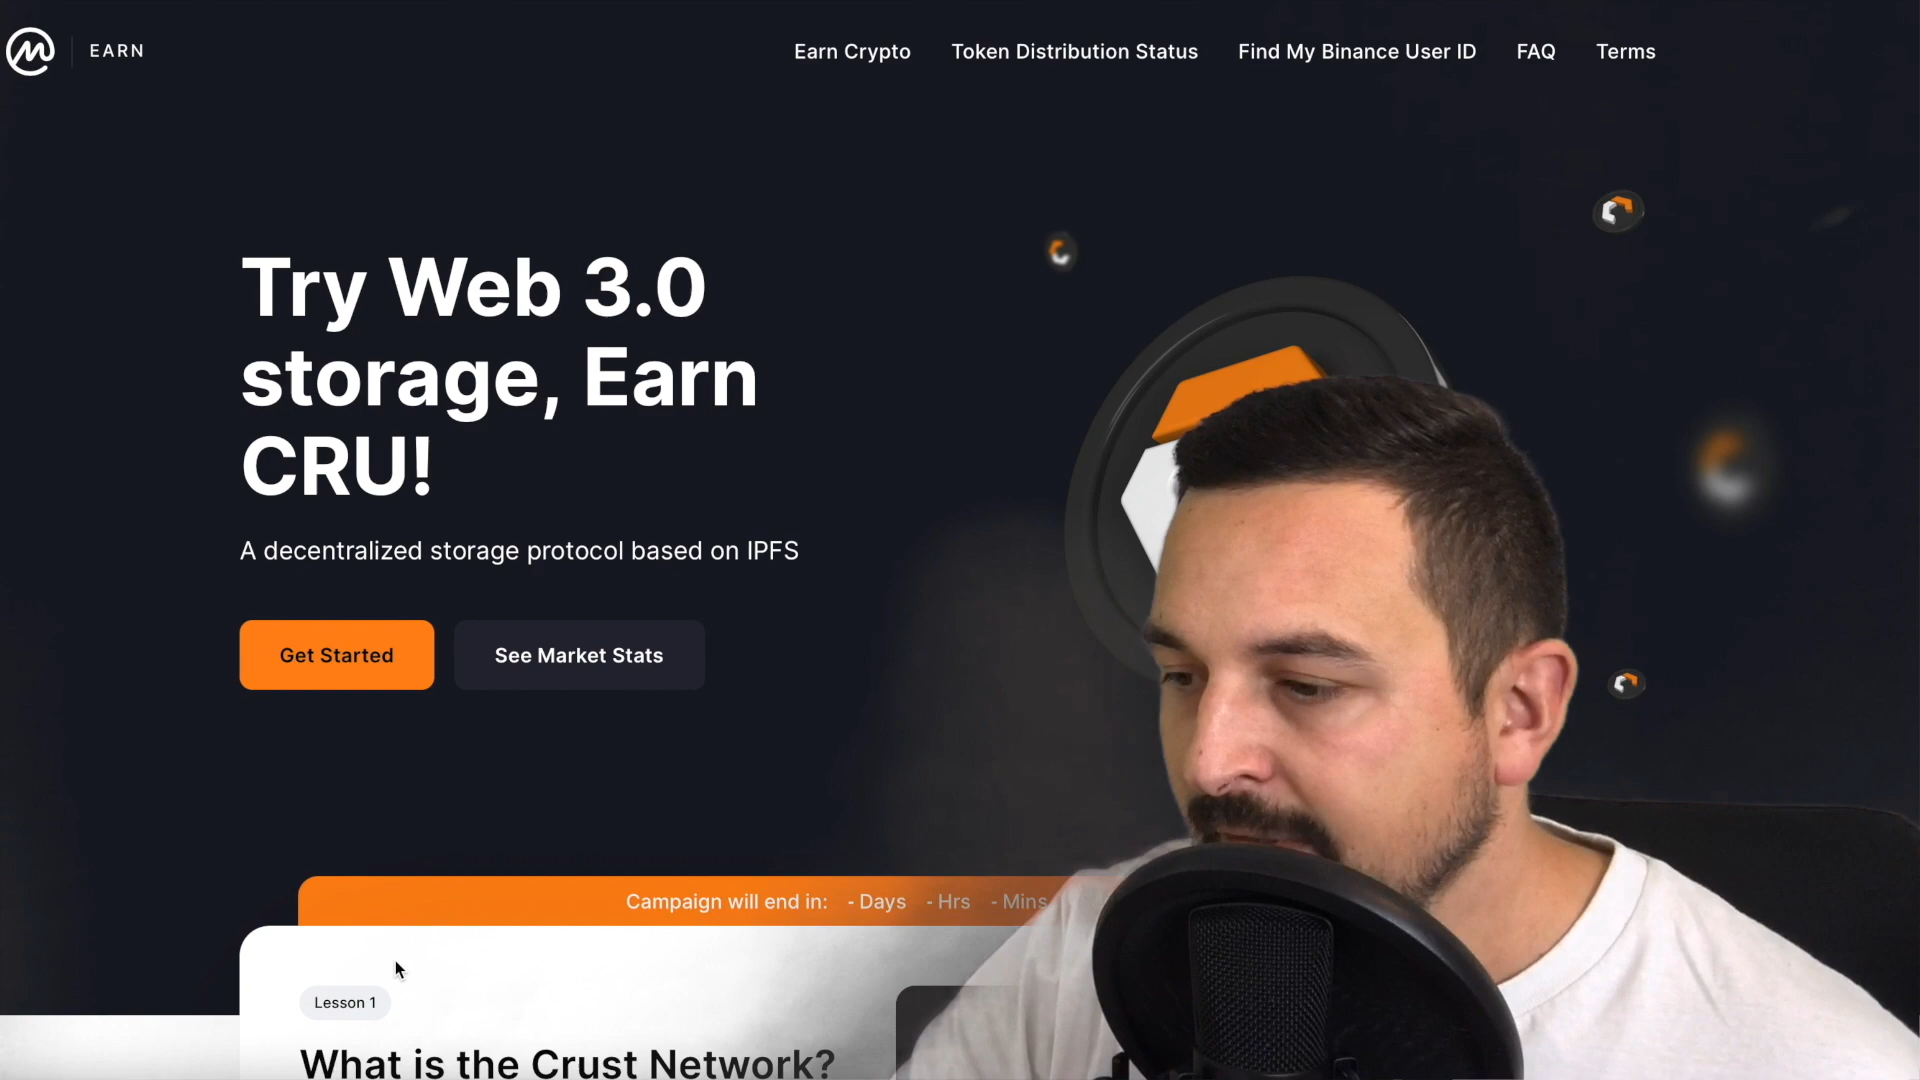 EARN
Earn Crypto
Token Distribution Status
Find My Binance User ID
FAQ
Terms
Try Web 3.0
storage, Earn
CRU!
A decentralized storage protocol based on IPFS
Get Started
See Market Stats
Campaign will end in: - Days - Hrs - Mins
Lesson 1
What is the Crust Network?